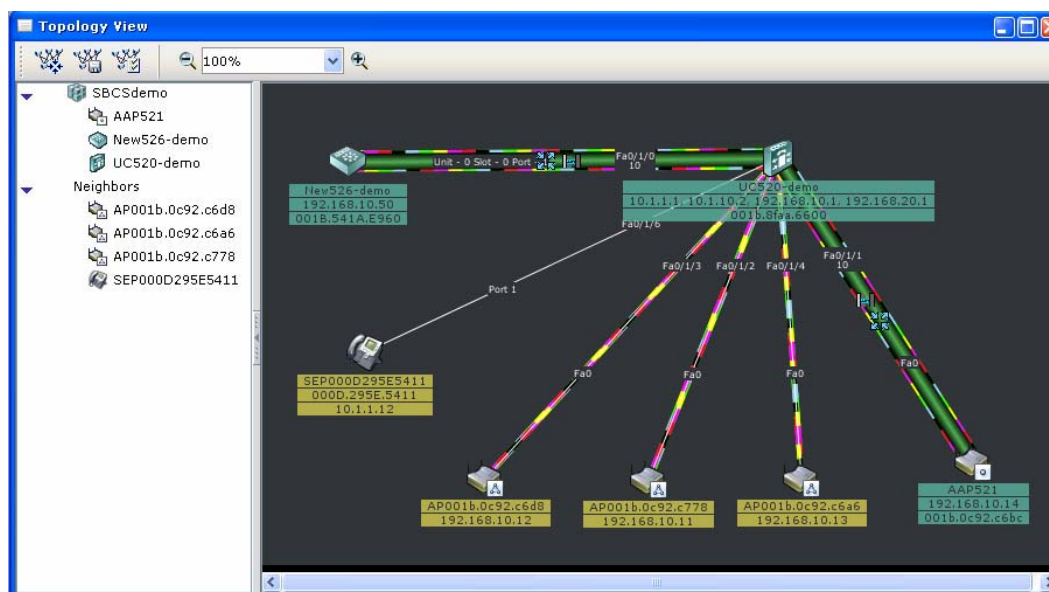 Topology View
100%
SBCSdemo
AAP521
New526-demo
UC520-demo
Neighbors
AP001b.0c92.c6d8
AP001b.0c92.c6a6
AP001b.0c92.c778
SEP000D295E5411
Unit - 0 Slot - 0 Port -
Fa0/1/0
10
New526-demo
192.168.10.50
001B.541A.E960
UC520-demo
10.1.1.1, 10.1.10.2, 192.168.10.1, 192.168.20.1
001b.8faa.6600
Fa0/1/6
Fa0/1/3
Fa0/1/2
Fa0/1/4
Fa0/1/1
10
Port 1
SEP000D295E5411
000D.295E.5411
10.1.1.12
Fa0
Fa0
Fa0
Fa0
AP001b.0c92.c6d8
192.168.10.12
AP001b.0c92.c778
192.168.10.11
AP001b.0c92.c6a6
192.168.10.13
AAP521
192.168.10.14
001b.0c92.c6bc